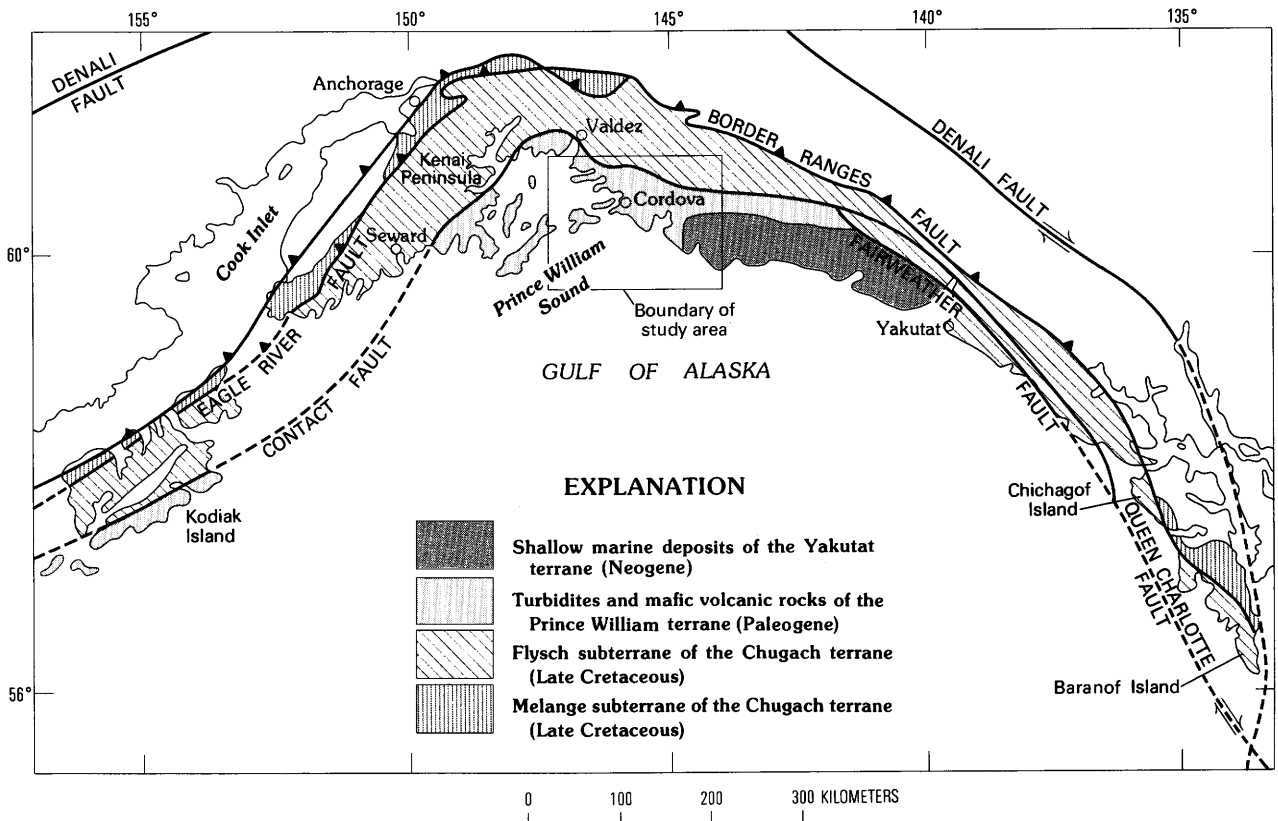 155°
150°
145°
140°
135°
DENALI
FAULT
Anchorage
Valdez
BORDER
RANGES
FAULT
DENALI FAULT
Kenai
Peninsula
Cordova
Cook Inlet
Seward
FAULT
60°
FAIRWEATHER
Prince William
Sound
Boundary of
study area
Yakutat
GULF OF ALASKA
FAULT
EAGLE RIVER
CONTACT FAULT
Kodiak
Island
Chichagof
Island
QUEEN CHARLOTTE
FAULT
56°
Baranof Island
EXPLANATION
Shallow marine deposits of the Yakutat
terrane (Neogene)
Turbidites and mafic volcanic rocks of the
Prince William terrane (Paleogene)
Flysch subterrane of the Chugach terrane
(Late Cretaceous)
Melange subterrane of the Chugach terrane
(Late Cretaceous)
0
100
200
300 KILOMETERS